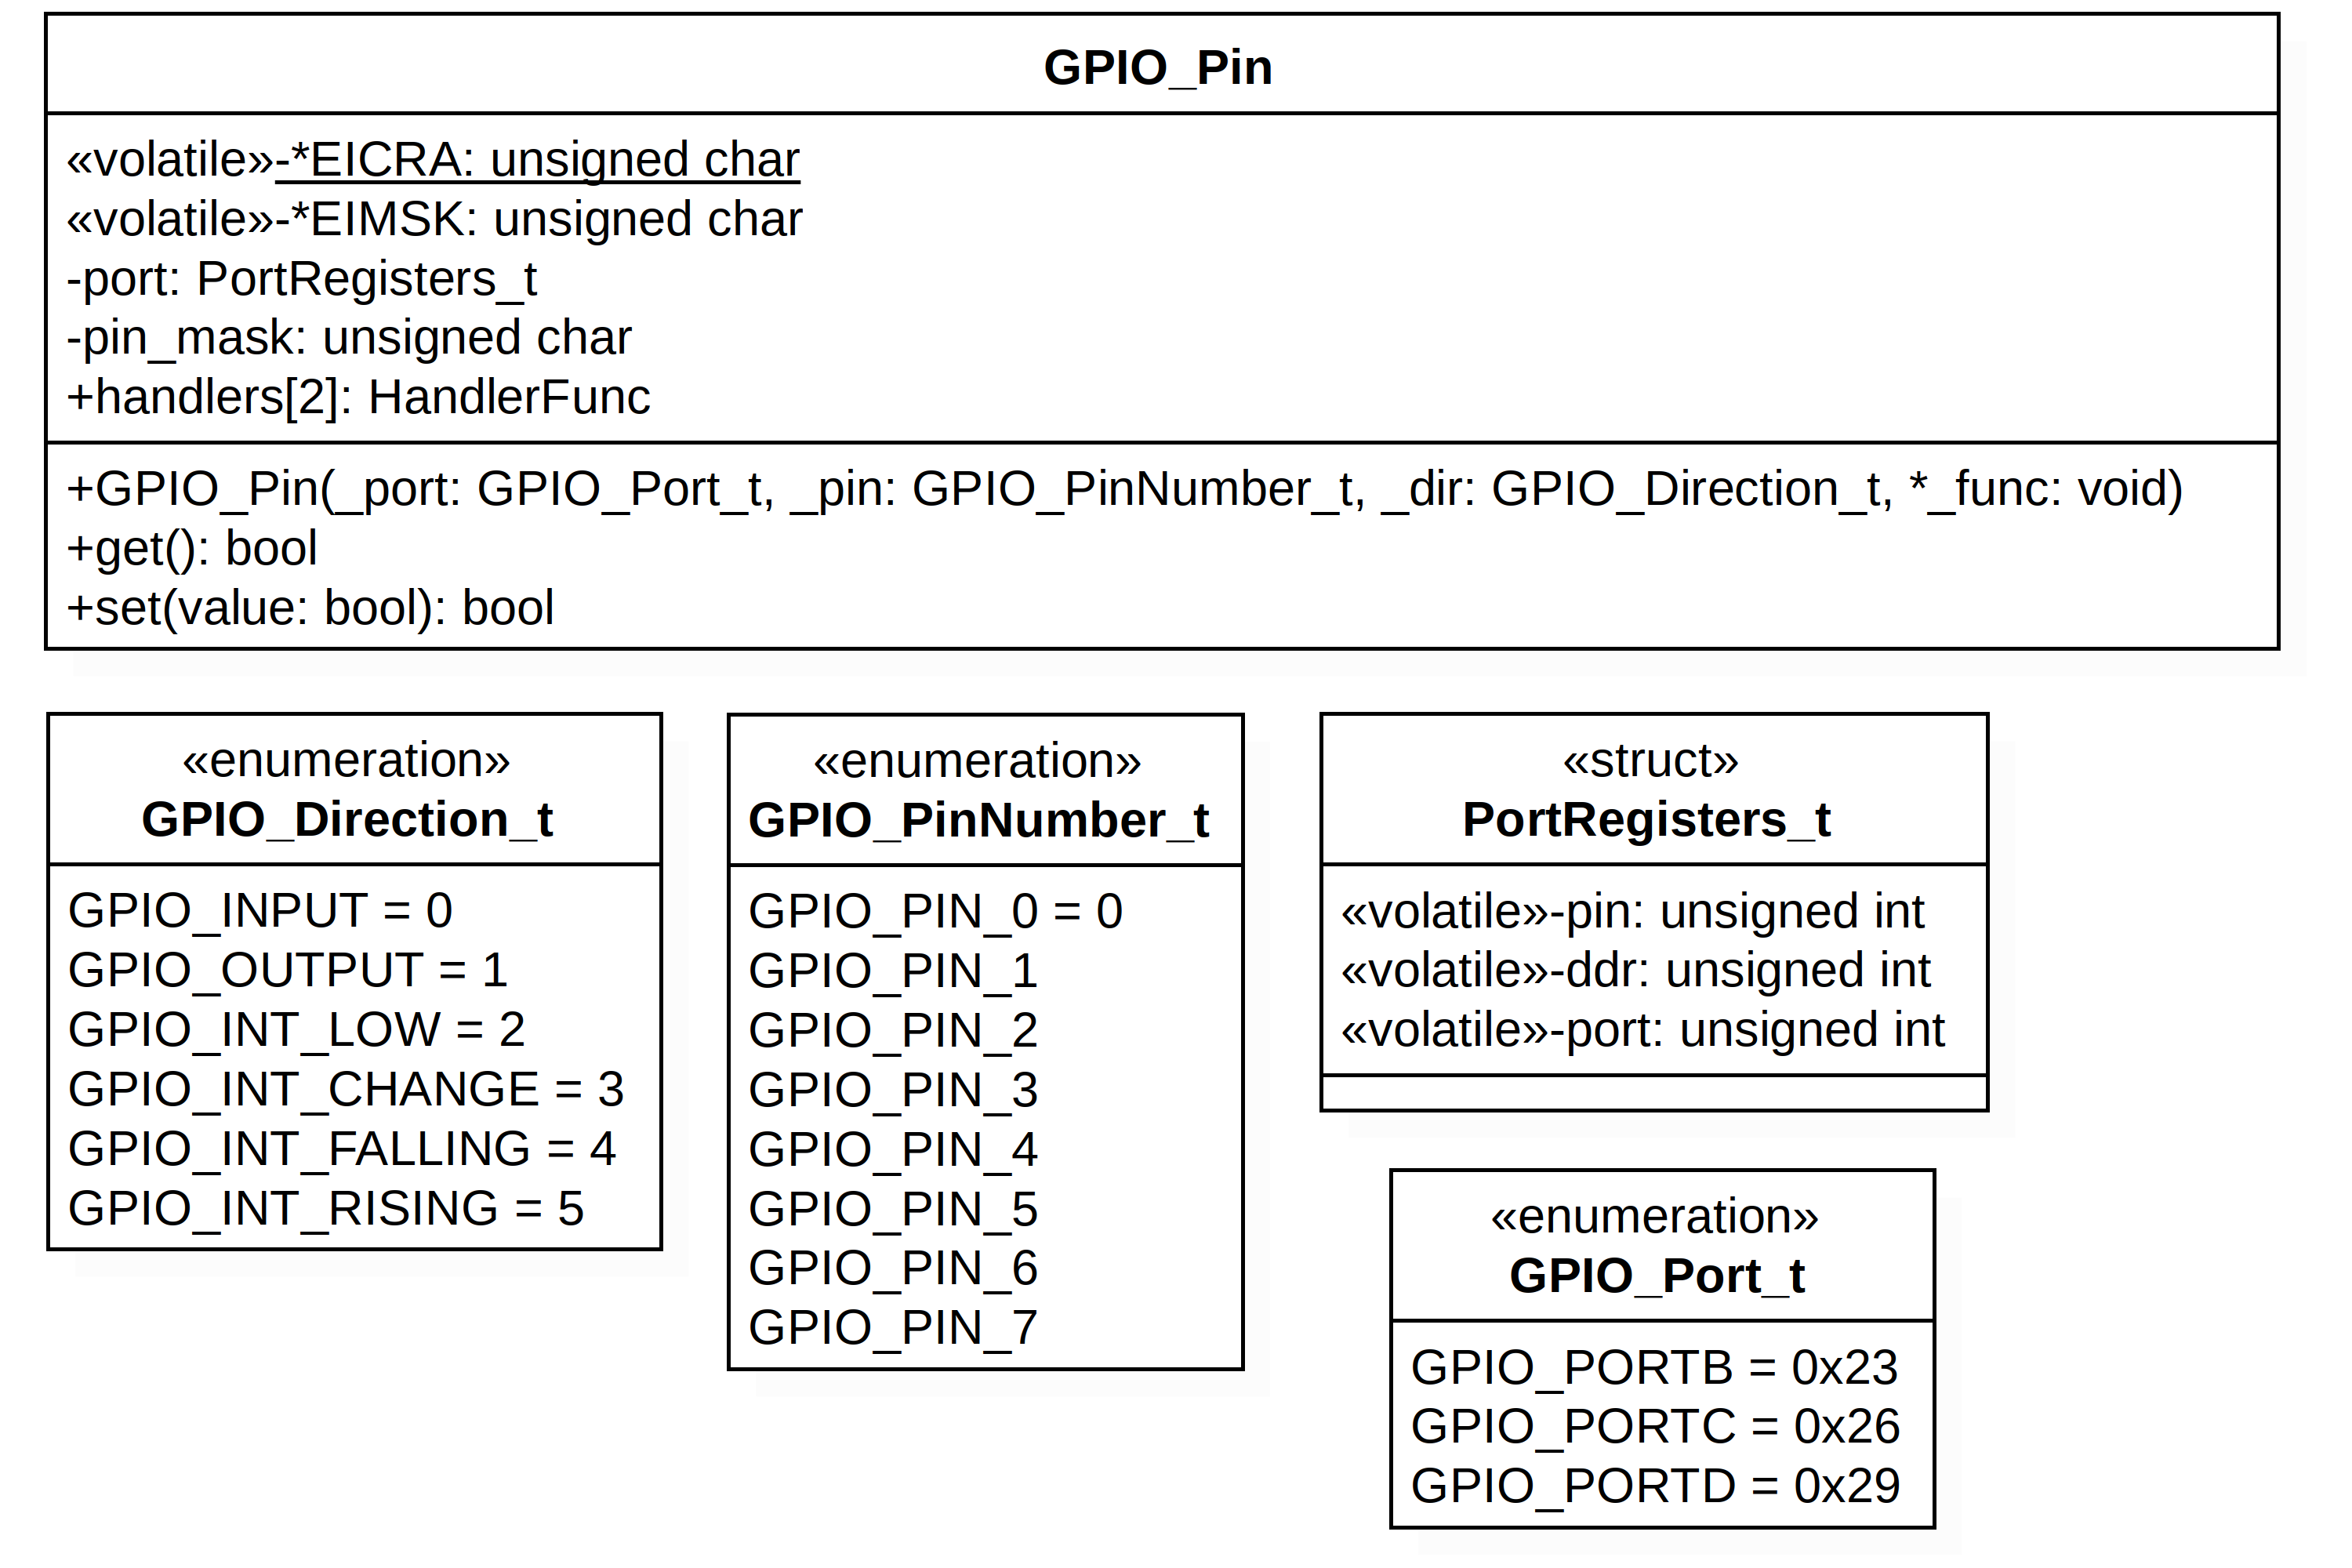 GPIO_Pin
«volatile»-*EICRA: unsigned char
«volatile»-*EIMSK: unsigned char
-port: PortRegisters_t
-pin_mask: unsigned char
+handlers[2]: HandlerFunc
+GPIO_Pin(_port: GPIO_Port_t, _pin: GPIO_PinNumber_t, _dir: GPIO_Direction_t, *_func: void)
+get(): bool
+set(value: bool): bool
«enumeration»
GPIO_Direction_t
GPIO_INPUT = 0
GPIO_OUTPUT = 1
GPIO_INT_LOW = 2
GPIO_INT_CHANGE = 3
GPIO_INT_FALLING = 4
GPIO_INT_RISING = 5
«enumeration»
GPIO_PinNumber_t
GPIO_PIN_0 = 0
GPIO_PIN_1
GPIO_PIN_2
GPIO_PIN_3
GPIO_PIN_4
GPIO_PIN_5
GPIO_PIN_6
GPIO_PIN_7
«struct»
PortRegisters_t
«volatile»-pin: unsigned int
«volatile»-ddr: unsigned int
«volatile»-port: unsigned int
«enumeration»
GPIO_Port_t
GPIO_PORTB = 0x23
GPIO_PORTC = 0x26
GPIO_PORTD = 0x29